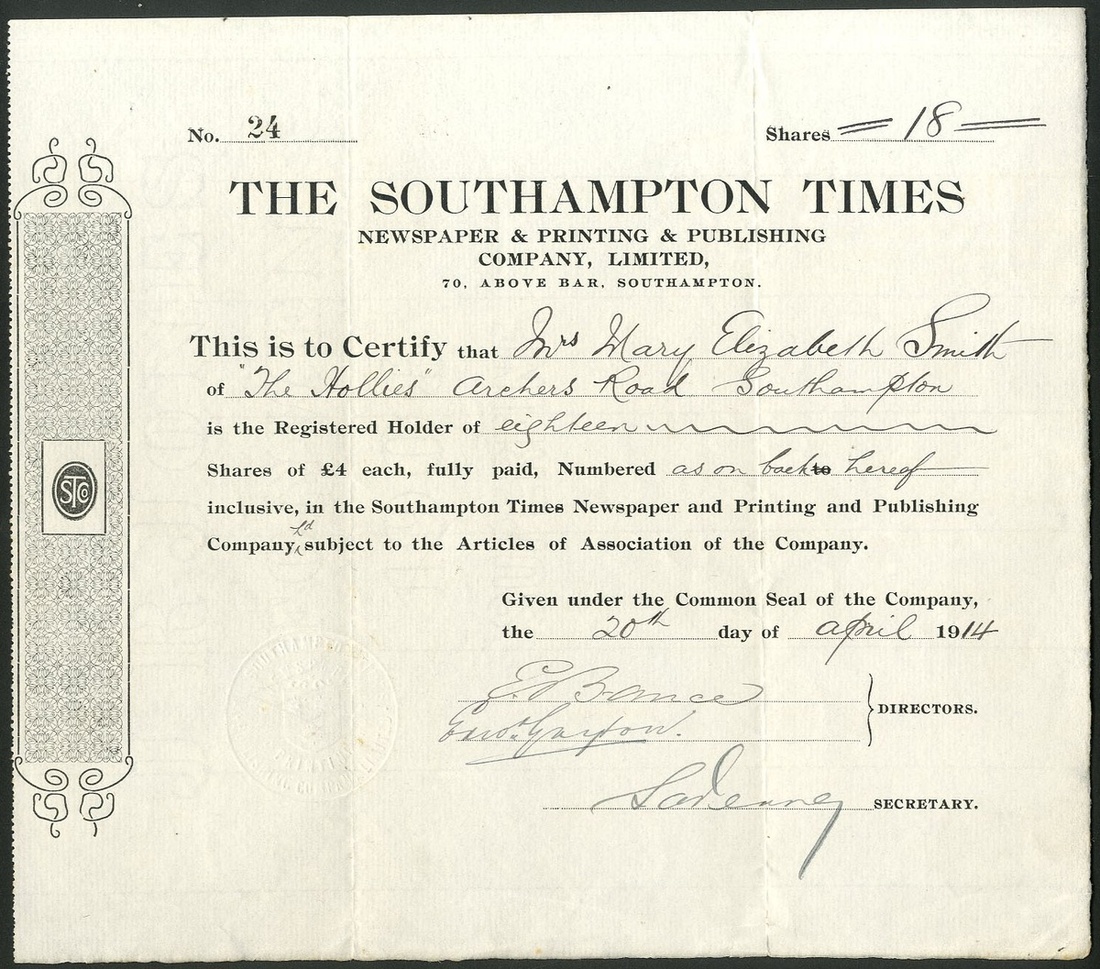 No. 24 Shares 18
THE SOUTHAMPTON TIMES
NEWSPAPER & PRINTING & PUBLISHING
COMPANY, LIMITED,
70, ABOVE BAR, SOUTHAMPTON.
This is to Certify that Mrs Mary Elizabeth Smith
of "The Hollies" Archers Road Southampton
is the Registered Holder of eighteen
Shares of £4 each, fully paid, Numbered as on back to hereof
inclusive, in the Southampton Times Newspaper and Printing and Publishing
Company, Ld subject to the Articles of Association of the Company.
STCo
Given under the Common Seal of the Company,
the 20th day of April 1914
E. Bance
DIRECTORS.
SECRETARY.